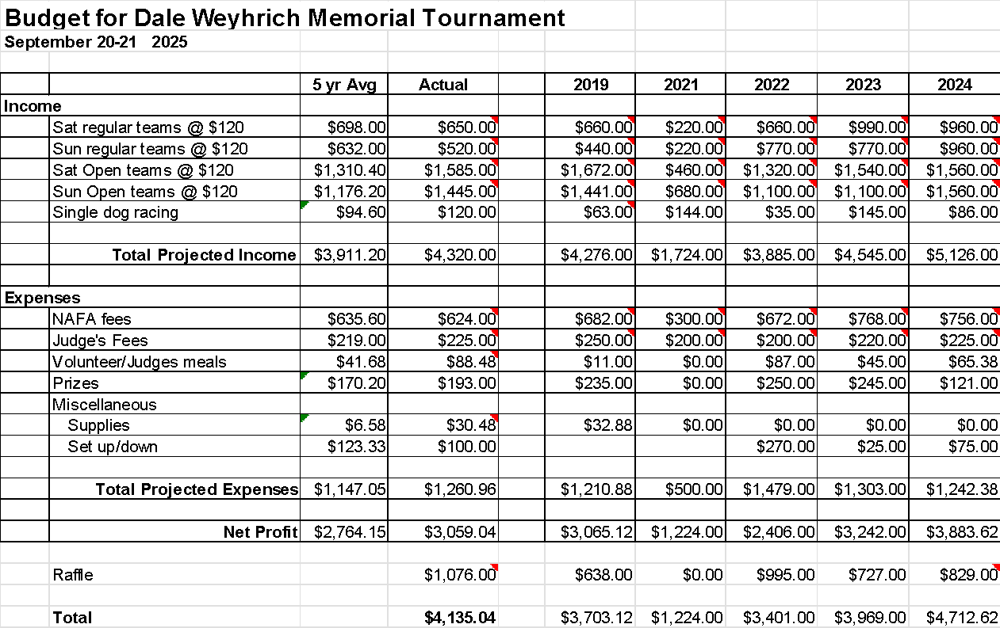 Budget for Dale Weyhrich Memorial Tournament
September 20-21 2025
5 yr Avg Actual 2019 2021 2022 2023 2024
Income
Sat regular teams @ $120 $698.00 $650.00 $660.00 $220.00 $660.00 $990.00 $960.00
Sun regular teams @ $120 $632.00 $520.00 $440.00 $220.00 $770.00 $770.00 $960.00
Sat Open teams @ $120 $1,310.40 $1,585.00 $1,672.00 $460.00 $1,320.00 $1,540.00 $1,560.00
Sun Open teams @ $120 $1,176.20 $1,445.00 $1,441.00 $680.00 $1,100.00 $1,100.00 $1,560.00
Single dog racing $94.60 $120.00 $63.00 $144.00 $35.00 $145.00 $86.00
Total Projected Income $3,911.20 $4,320.00 $4,276.00 $1,724.00 $3,885.00 $4,545.00 $5,126.00
Expenses
NAFA fees $635.60 $624.00 $682.00 $300.00 $672.00 $768.00 $756.00
Judge's Fees $219.00 $225.00 $250.00 $200.00 $200.00 $220.00 $225.00
Volunteer/Judges meals $41.68 $88.48 $11.00 $0.00 $87.00 $45.00 $65.38
Prizes $170.20 $193.00 $235.00 $0.00 $250.00 $245.00 $121.00
Miscellaneous
Supplies $6.58 $30.48 $32.88 $0.00 $0.00 $0.00 $0.00
Set up/down $123.33 $100.00 $270.00 $25.00 $75.00
Total Projected Expenses $1,147.05 $1,260.96 $1,210.88 $500.00 $1,479.00 $1,303.00 $1,242.38
Net Profit $2,764.15 $3,059.04 $3,065.12 $1,224.00 $2,406.00 $3,242.00 $3,883.62
Raffle $1,076.00 $638.00 $0.00 $995.00 $727.00 $829.00
Total $4,135.04 $3,703.12 $1,224.00 $3,401.00 $3,969.00 $4,712.62